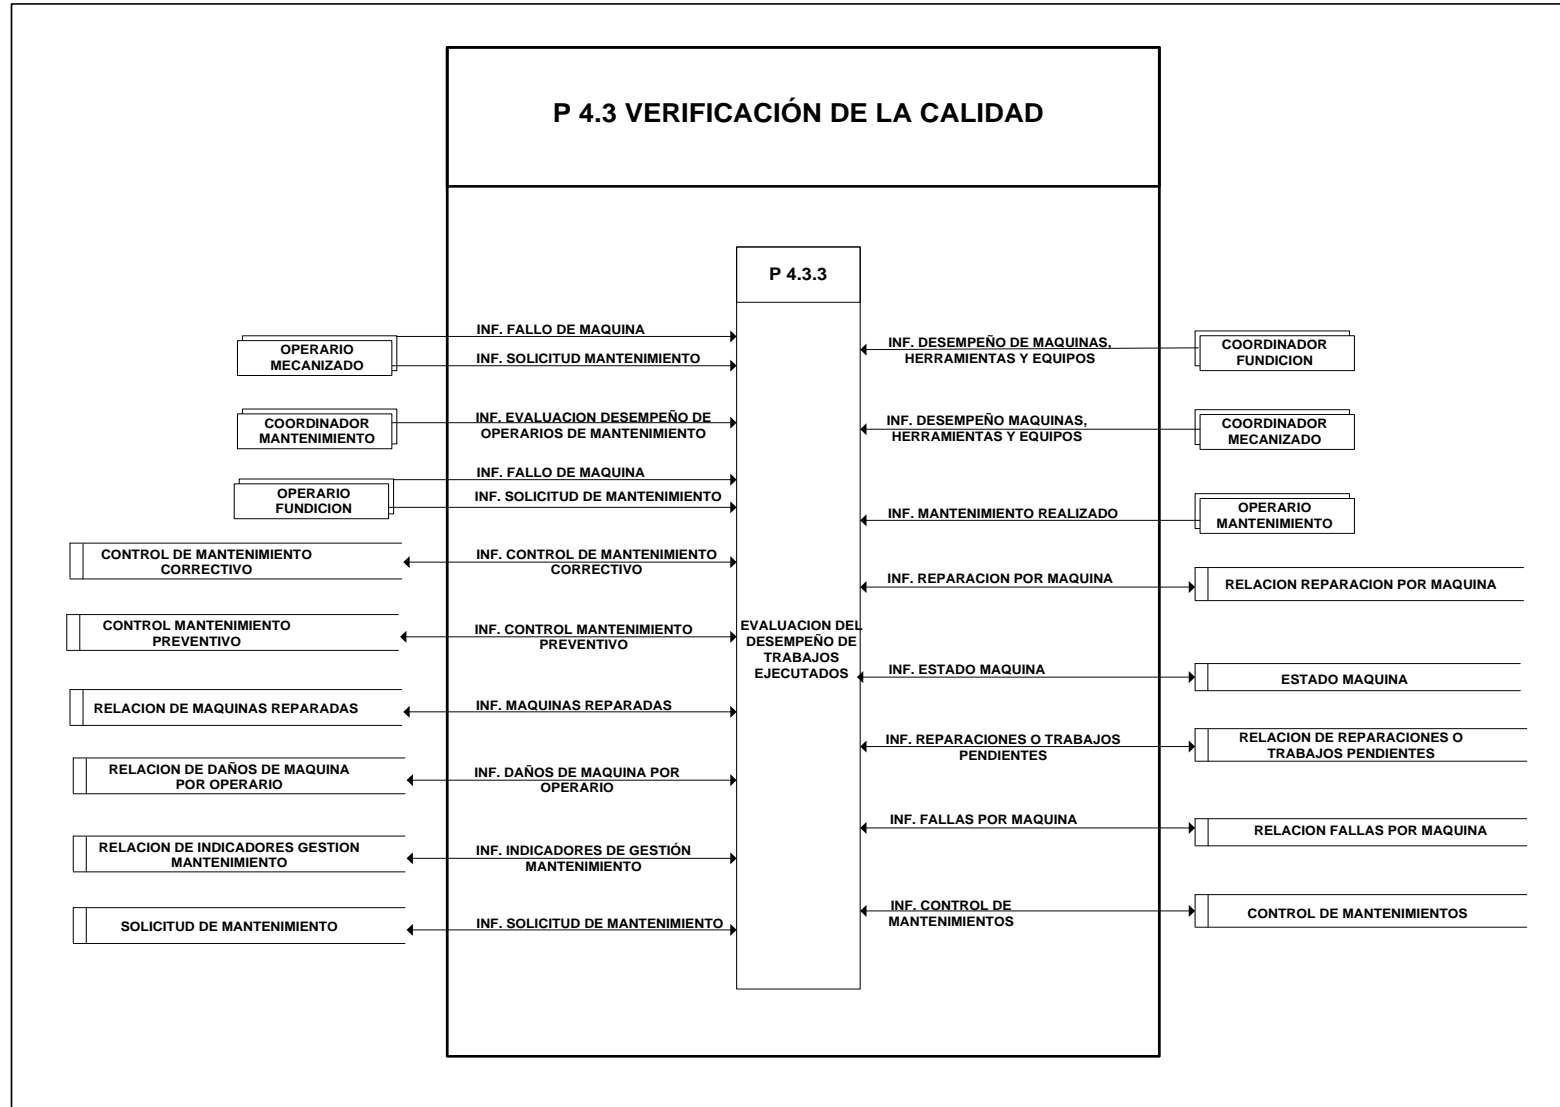 P 4.3 VERIFICACIÓN DE LA CALIDAD
P 4.3.3
EVALUACION DEL
DESEMPEÑO DE
TRABAJOS
EJECUTADOS
OPERARIO
MECANIZADO
INF. FALLO DE MAQUINA
INF. SOLICITUD MANTENIMIENTO
COORDINADOR
MANTENIMIENTO
INF. EVALUACION DESEMPEÑO DE
OPERARIOS DE MANTENIMIENTO
OPERARIO
FUNDICION
INF. FALLO DE MAQUINA
INF. SOLICITUD DE MANTENIMIENTO
CONTROL DE MANTENIMIENTO
CORRECTIVO
INF. CONTROL DE MANTENIMIENTO
CORRECTIVO
CONTROL MANTENIMIENTO
PREVENTIVO
INF. CONTROL MANTENIMIENTO
PREVENTIVO
RELACION DE MAQUINAS REPARADAS
INF. MAQUINAS REPARADAS
RELACION DE DAÑOS DE MAQUINA
POR OPERARIO
INF. DAÑOS DE MAQUINA POR
OPERARIO
RELACION DE INDICADORES GESTION
MANTENIMIENTO
INF. INDICADORES DE GESTIÓN
MANTENIMIENTO
SOLICITUD DE MANTENIMIENTO
INF. SOLICITUD DE MANTENIMIENTO
INF. DESEMPEÑO DE MAQUINAS,
HERRAMIENTAS Y EQUIPOS
COORDINADOR
FUNDICION
INF. DESEMPEÑO MAQUINAS,
HERRAMIENTAS Y EQUIPOS
COORDINADOR
MECANIZADO
INF. MANTENIMIENTO REALIZADO
OPERARIO
MANTENIMIENTO
INF. REPARACION POR MAQUINA
RELACION REPARACION POR MAQUINA
INF. ESTADO MAQUINA
ESTADO MAQUINA
INF. REPARACIONES O TRABAJOS
PENDIENTES
RELACION DE REPARACIONES O
TRABAJOS PENDIENTES
INF. FALLAS POR MAQUINA
RELACION FALLAS POR MAQUINA
INF. CONTROL DE
MANTENIMIENTOS
CONTROL DE MANTENIMIENTOS